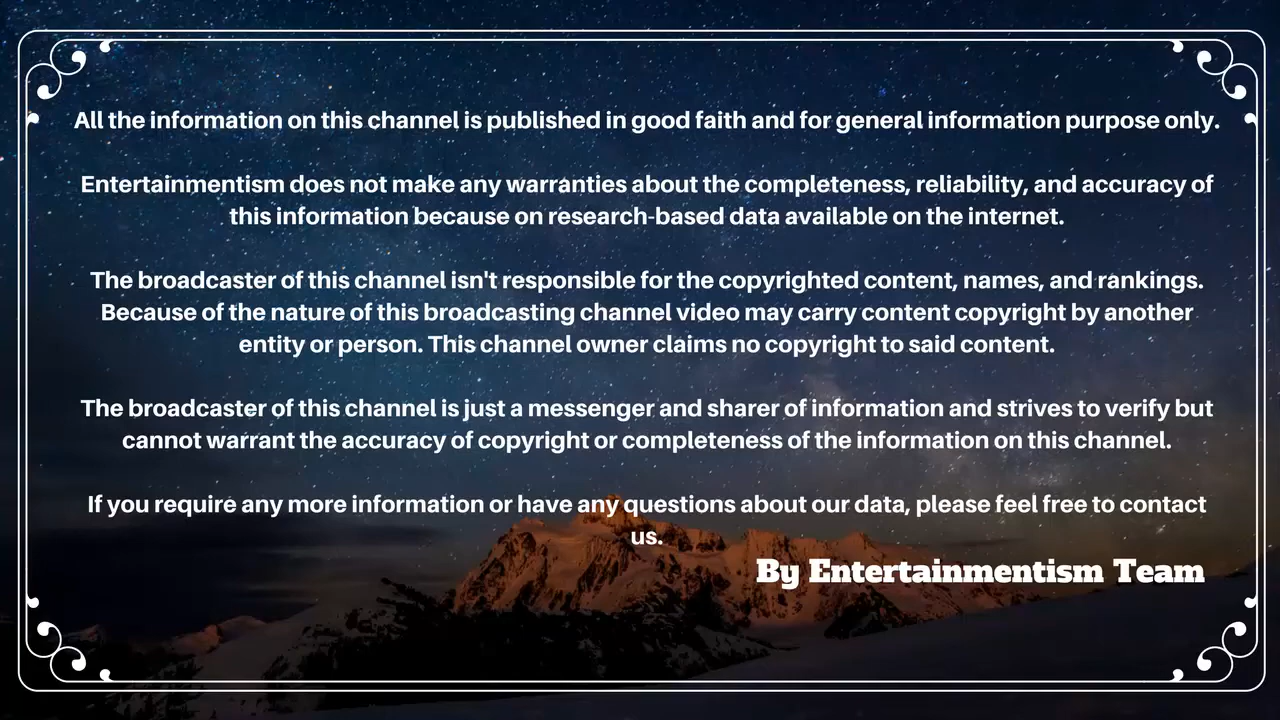 All the information on this channel is published in good faith and for general information purpose only.
Entertainmentism does not make any warranties about the completeness, reliability, and accuracy of
this information because on research-based data available on the internet.
The broadcaster of this channel isn't responsible for the copyrighted content, names, and rankings.
Because of the nature of this broadcasting channel video may carry content copyright by another
entity or person. This channel owner claims no copyright to said content.
The broadcaster of this channel is just a messenger and sharer of information and strives to verify but
cannot warrant the accuracy of copyright or completeness of the information on this channel.
If you require any more information or have any questions about our data, please feel free to contact
us.
By Entertainmentism Team